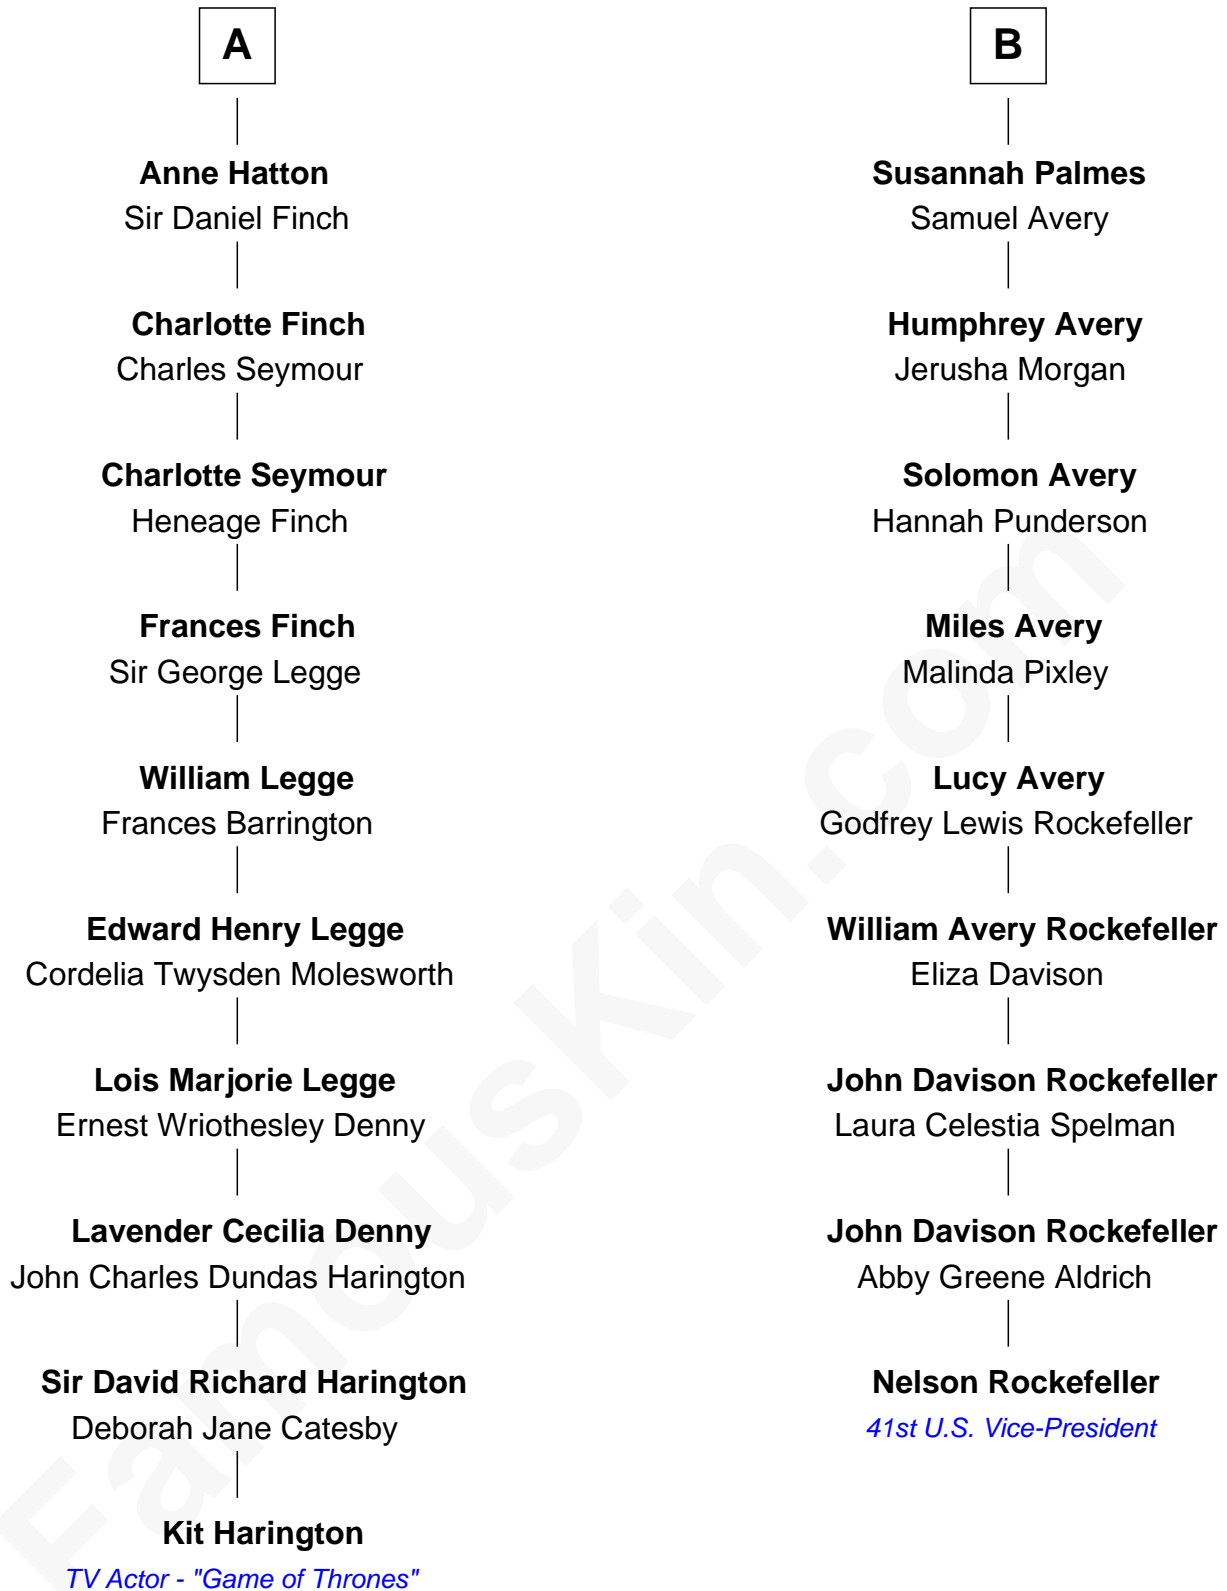 A
Anne Hatton
Sir Daniel Finch
Charlotte Finch
Charles Seymour
Charlotte Seymour
Heneage Finch
Frances Finch
Sir George Legge
William Legge
Frances Barrington
Edward Henry Legge
Cordelia Twysden Molesworth
Lois Marjorie Legge
Ernest Wriothesley Denny
Lavender Cecilia Denny
John Charles Dundas Harington
Sir David Richard Harington
Deborah Jane Catesby
Kit Harington
TV Actor - "Game of Thrones"
B
Susannah Palmes
Samuel Avery
Humphrey Avery
Jerusha Morgan
Solomon Avery
Hannah Punderson
Miles Avery
Malinda Pixley
Lucy Avery
Godfrey Lewis Rockefeller
William Avery Rockefeller
Eliza Davison
John Davison Rockefeller
Laura Celestia Spelman
John Davison Rockefeller
Abby Greene Aldrich
Nelson Rockefeller
41st U.S. Vice-President
FamousKin.com